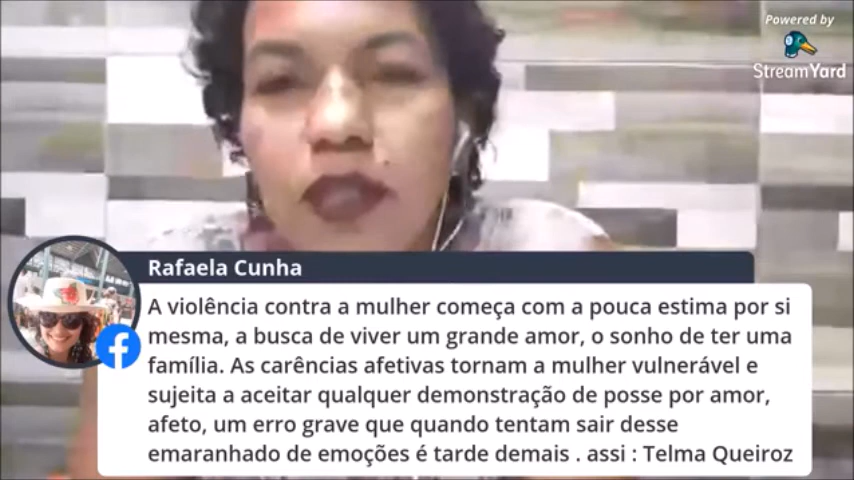 Powered by
StreamYard
Rafaela Cunha
A violência contra a mulher começa com a pouca estima por si
mesma, a busca de viver um grande amor, o sonho de ter uma
família. As carências afetivas tornam a mulher vulnerável e
sujeita a aceitar qualquer demonstração de posse por amor,
afeto, um erro grave que quando tentam sair desse
emaranhado de emoções é tarde demais . assi : Telma Queiroz